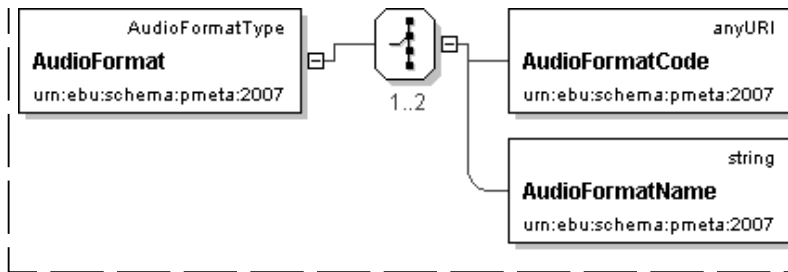 AudioFormatType
AudioFormat
urn:ebu:schema:pmeta:2007
1..2
anyURI
AudioFormatCode
urn:ebu:schema:pmeta:2007
string
AudioFormatName
urn:ebu:schema:pmeta:2007